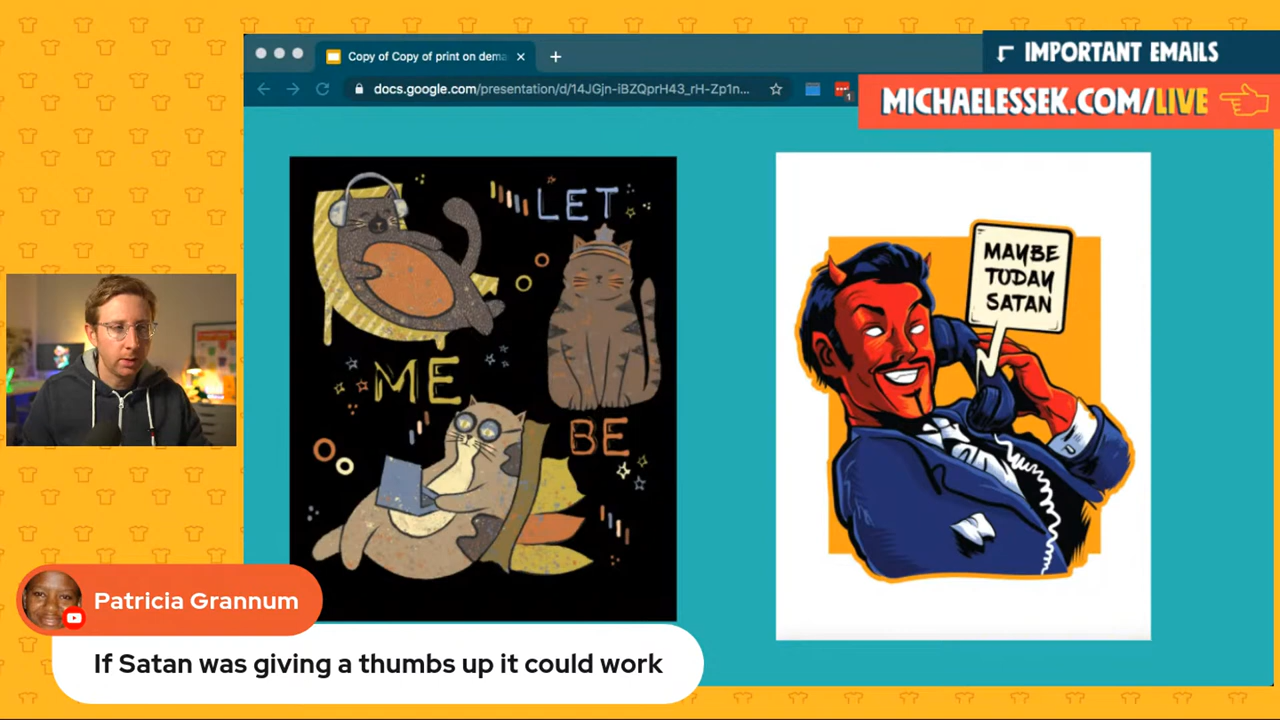 Copy of Copy of print on dema
IMPORTANT EMAILS
docs.google.com/presentation/d/14JGjn-iBZQprH43_rH-Zp1n...
1
MICHAELESSEK.COM/LIVE
LET
ME
BE
MAYBE
TODAY
SATAN
Patricia Grannum
If Satan was giving a thumbs up it could work